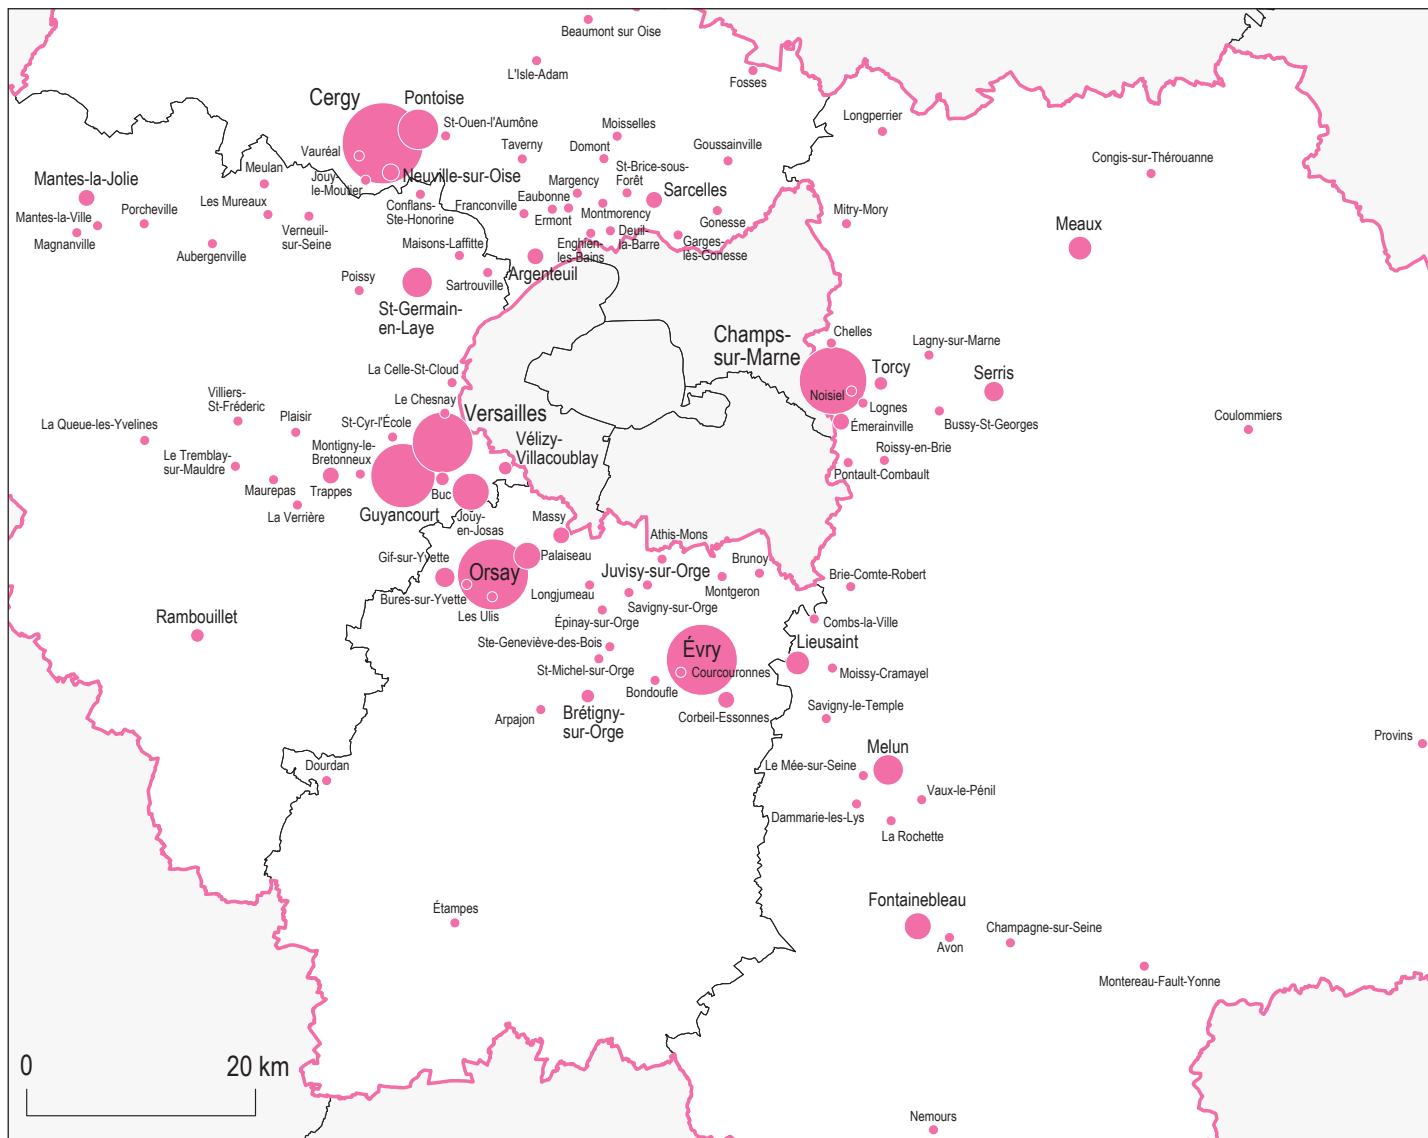 Beaumont sur Oise
L'Isle-Adam
Fosses
Cergy
Pontoise
St-Ouen-l'Aumône
Moisselles
Longperrier
Vauréal
Taverny
Domont
Goussainville
Congis-sur-Thérouanne
Meulan
Jouy-
le-Moutier
Neuville-sur-Oise
Margency
St-Brice-sous-
Forêt
Mantes-la-Jolie
Les Mureaux
Conflans-
Ste-Honorine
Franconville
Eaubonne
Ermont
Montmorency
Sarcelles
Mantes-la-Ville
Porcheville
Magnanville
Verneuil-
sur-Seine
Aubergenville
Maisons-Laffitte
Enghien-
les-Bains
Deuil-
la-Barre
Garges-
lès-Gonesse
Gonesse
Mitry-Mory
Meaux
Poissy
Sartrouville
Argenteuil
St-Germain-
en-Laye
Champs-
sur-Marne
Chelles
Lagny-sur-Marne
Torcy
Serris
Noisiel
Lognes
Émerainville
Bussy-St-Georges
Coulommiers
Roissy-en-Brie
Pontault-Combault
La Celle-St-Cloud
Villiers-
St-Fréderic
Plaisir
Le Chesnay
Versailles
St-Cyr-l'École
La Queue-les-Yvelines
Le Tremblay-
sur-Mauldre
Montigny-le-
Bretonneux
Vélizy-
Villacoublay
Maurepas
Trappes
La Verrière
Guyancourt
Buc
Joüy-
en-Josas
Massy
Gif-sur-Yvette
Palaiseau
Athis-Mons
Brunoy
Orsay
Juvisy-sur-Orge
Montgeron
Brie-Comte-Robert
Bures-sur-Yvette
Longjumeau
Les Ulis
Savigny-sur-Orge
Épinay-sur-Orge
Combs-la-Ville
Rambouillet
Ste-Geneviève-des-Bois
Évry
Lieusaint
St-Michel-sur-Orge
Courcouronnes
Moissy-Cramayel
Bondoufle
Arpajon
Brétigny-
sur-Orge
Corbeil-Essonnes
Savigny-le-Temple
Provins
Dourdan
Le Mée-sur-Seine
Melun
Vaux-le-Pénil
Dammarie-les-Lys
La Rochette
Étampes
Fontainebleau
Avon
Champagne-sur-Seine
Montereau-Fault-Yonne
0
20 km
Nemours